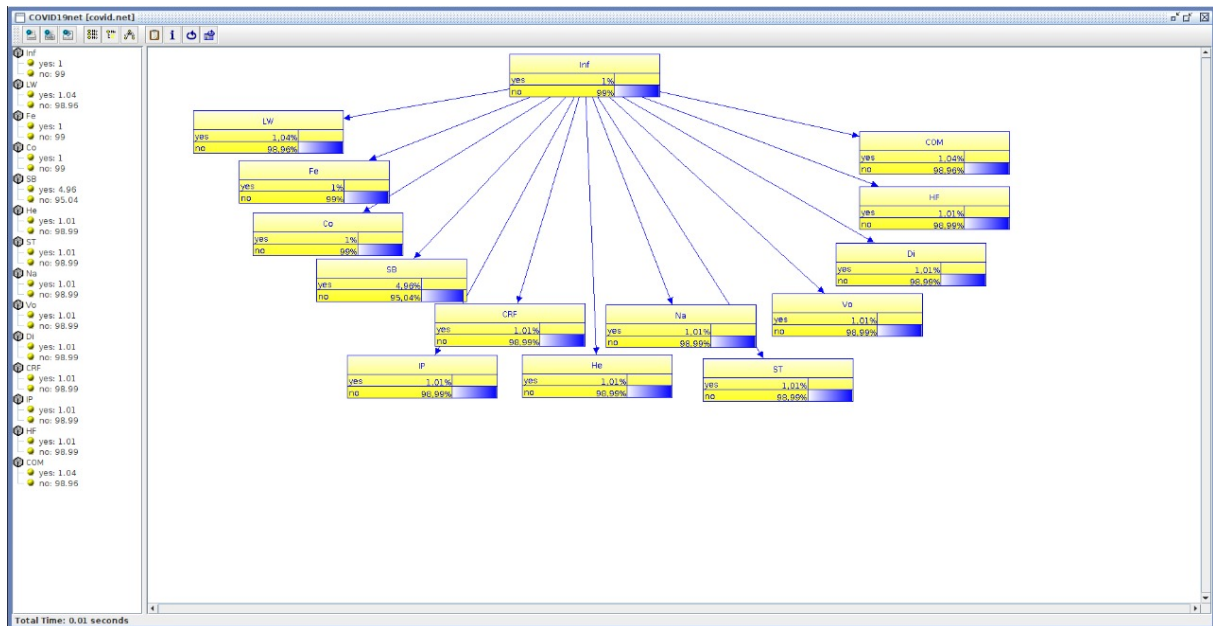 COVID19net [covid.net]
Inf
yes: 1
no: 99
LW
yes: 1.04
no: 98.96
Fe
yes: 1
no: 99
Co
yes: 1
no: 99
SB
yes: 4.96
no: 95.04
He
yes: 1.01
no: 98.99
ST
yes: 1.01
no: 98.99
Na
yes: 1.01
no: 98.99
Vo
yes: 1.01
no: 98.99
Di
yes: 1.01
no: 98.99
CRF
yes: 1.01
no: 98.99
IP
yes: 1.01
no: 98.99
HF
yes: 1.01
no: 98.99
COM
yes: 1.04
no: 98.96
Inf
yes 1%
no 99%
LW
yes 1,04%
no 98,96%
COM
yes 1,04%
no 98,96%
Fe
yes 1%
no 99%
HF
yes 1,01%
no 98,99%
Co
yes 1%
no 99%
Di
yes 1,01%
no 98,99%
SB
yes 4,96%
no 95,04%
Vo
yes 1,01%
no 98,99%
CRF
yes 1,01%
no 98,99%
Na
yes 1,01%
no 98,99%
IP
yes 1,01%
no 98,99%
He
yes 1,01%
no 98,99%
ST
yes 1,01%
no 98,99%
Total Time: 0.01 seconds